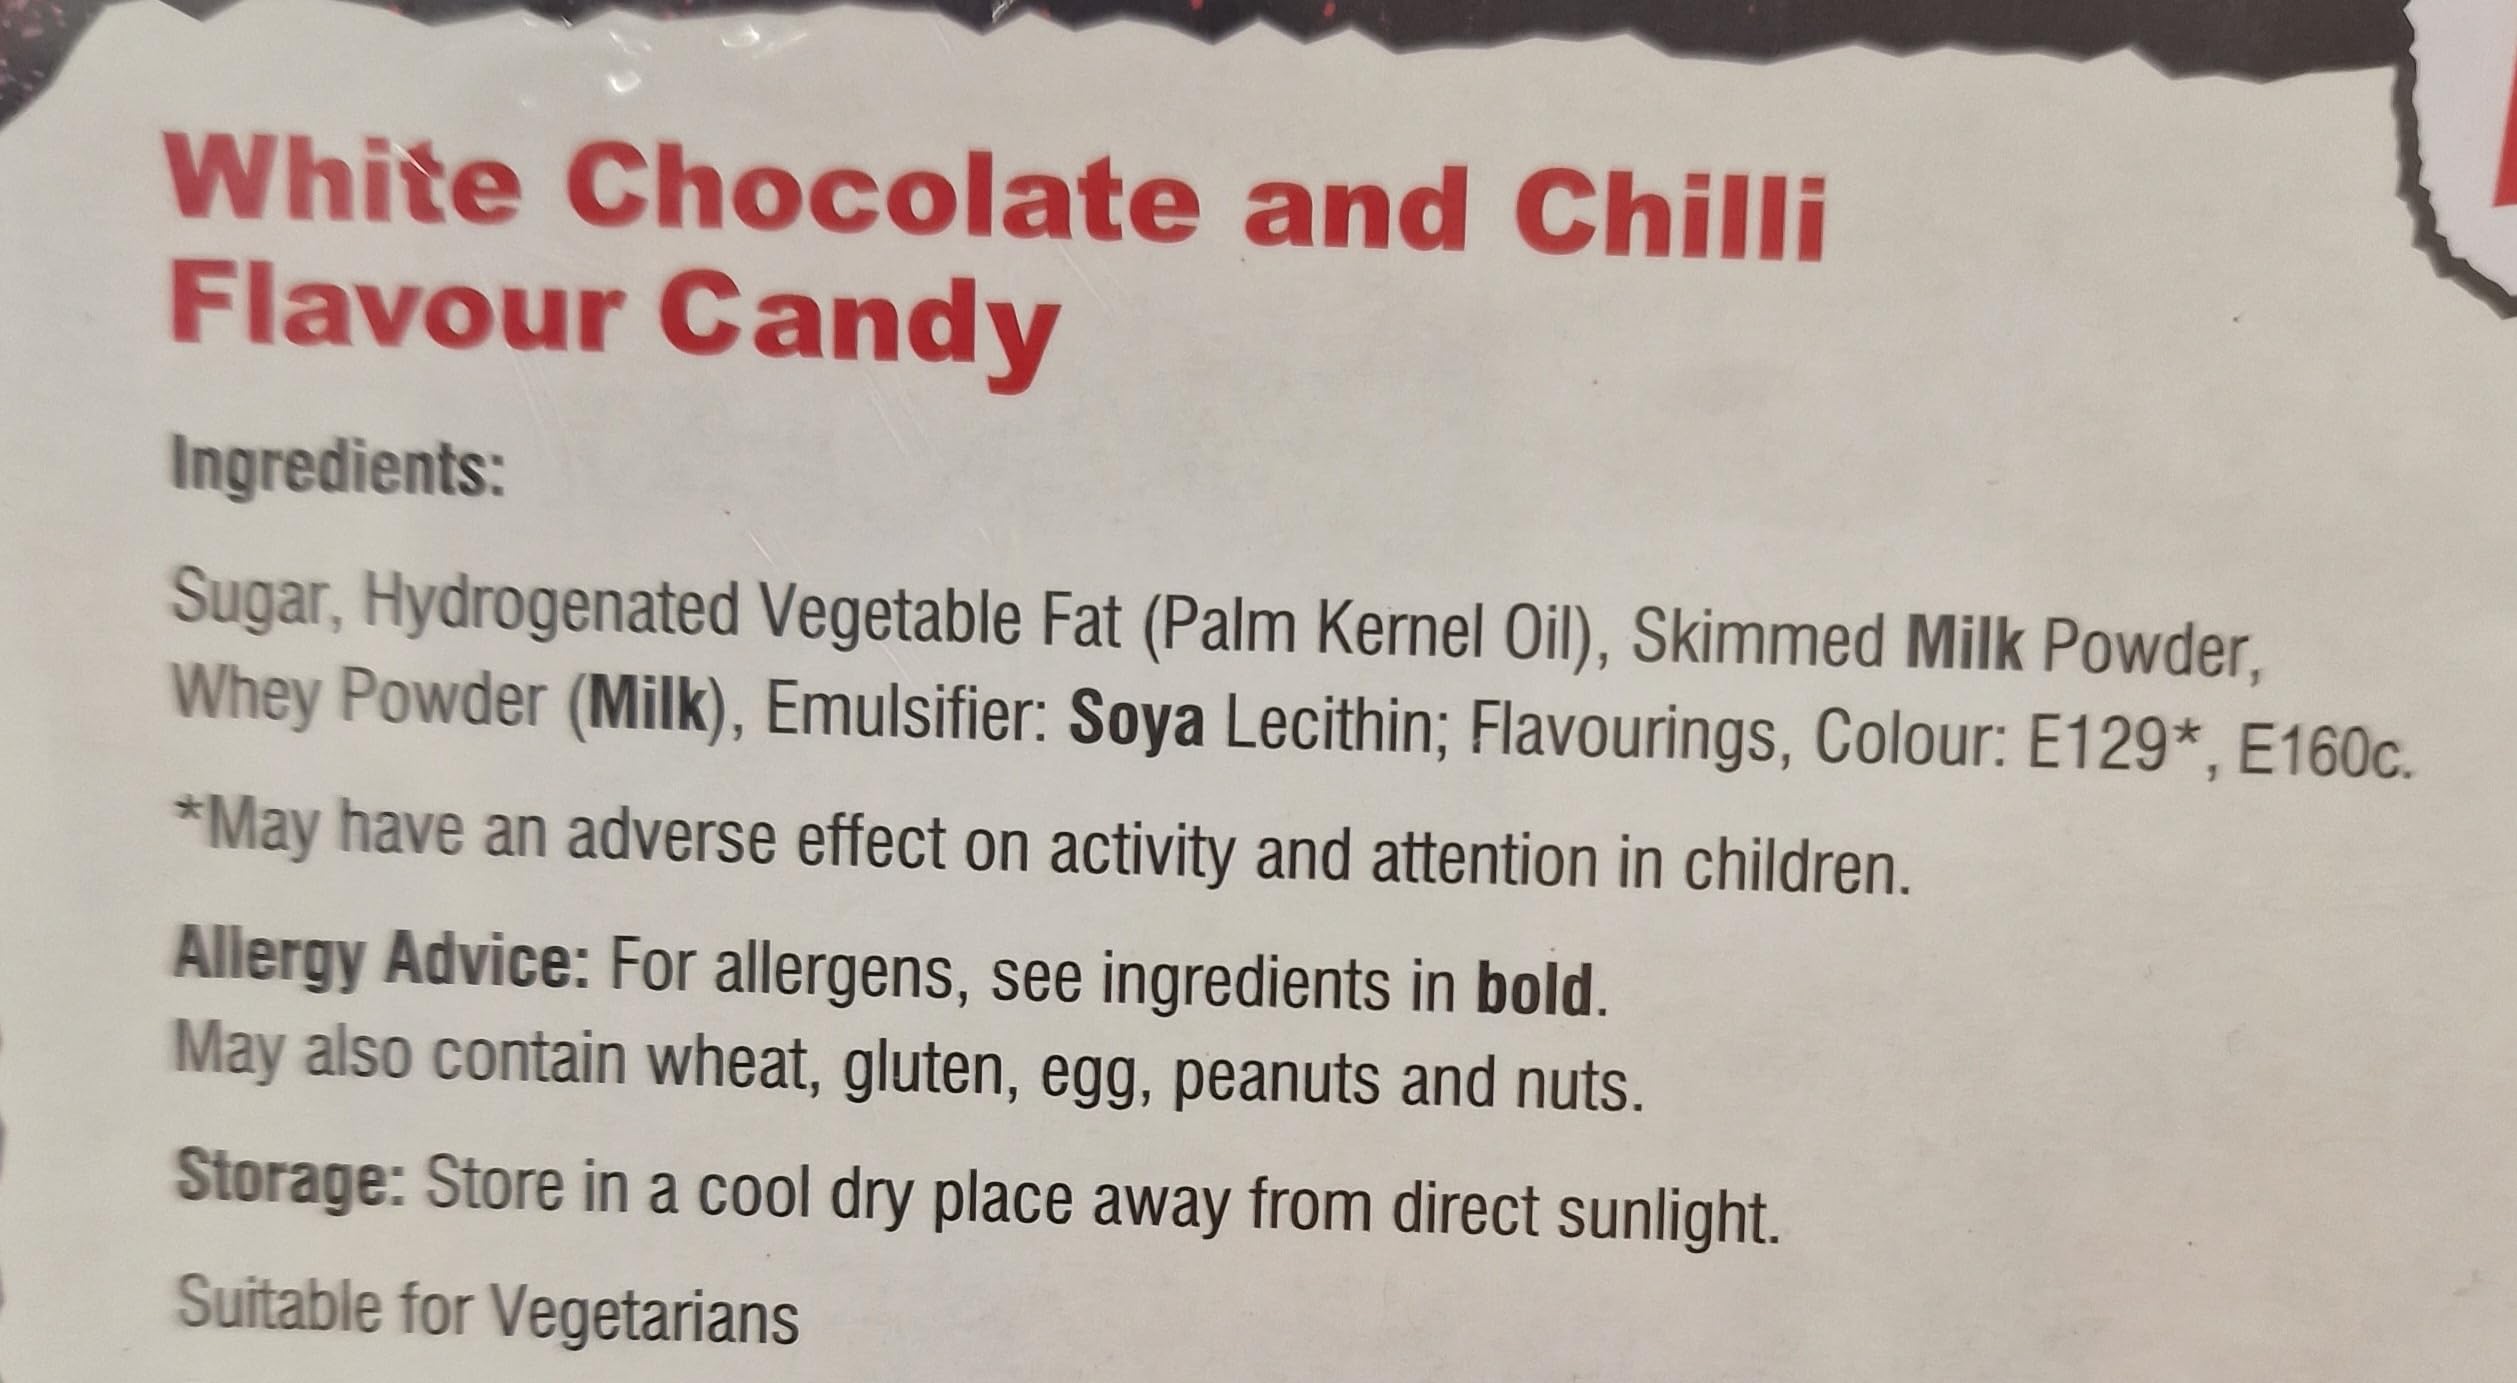 White Chocolate and Chilli
Flavour Candy
Ingredients:
Sugar, Hydrogenated Vegetable Fat (Palm Kernel Oil), Skimmed Milk Powder,
Whey Powder (Milk), Emulsifier: Soya Lecithin; Flavourings, Colour: E129*, E160c.
*May have an adverse effect on activity and attention in children.
Allergy Advice: For allergens, see ingredients in bold.
May also contain wheat, gluten, egg, peanuts and nuts.
Storage: Store in a cool dry place away from direct sunlight.
Suitable for Vegetarians